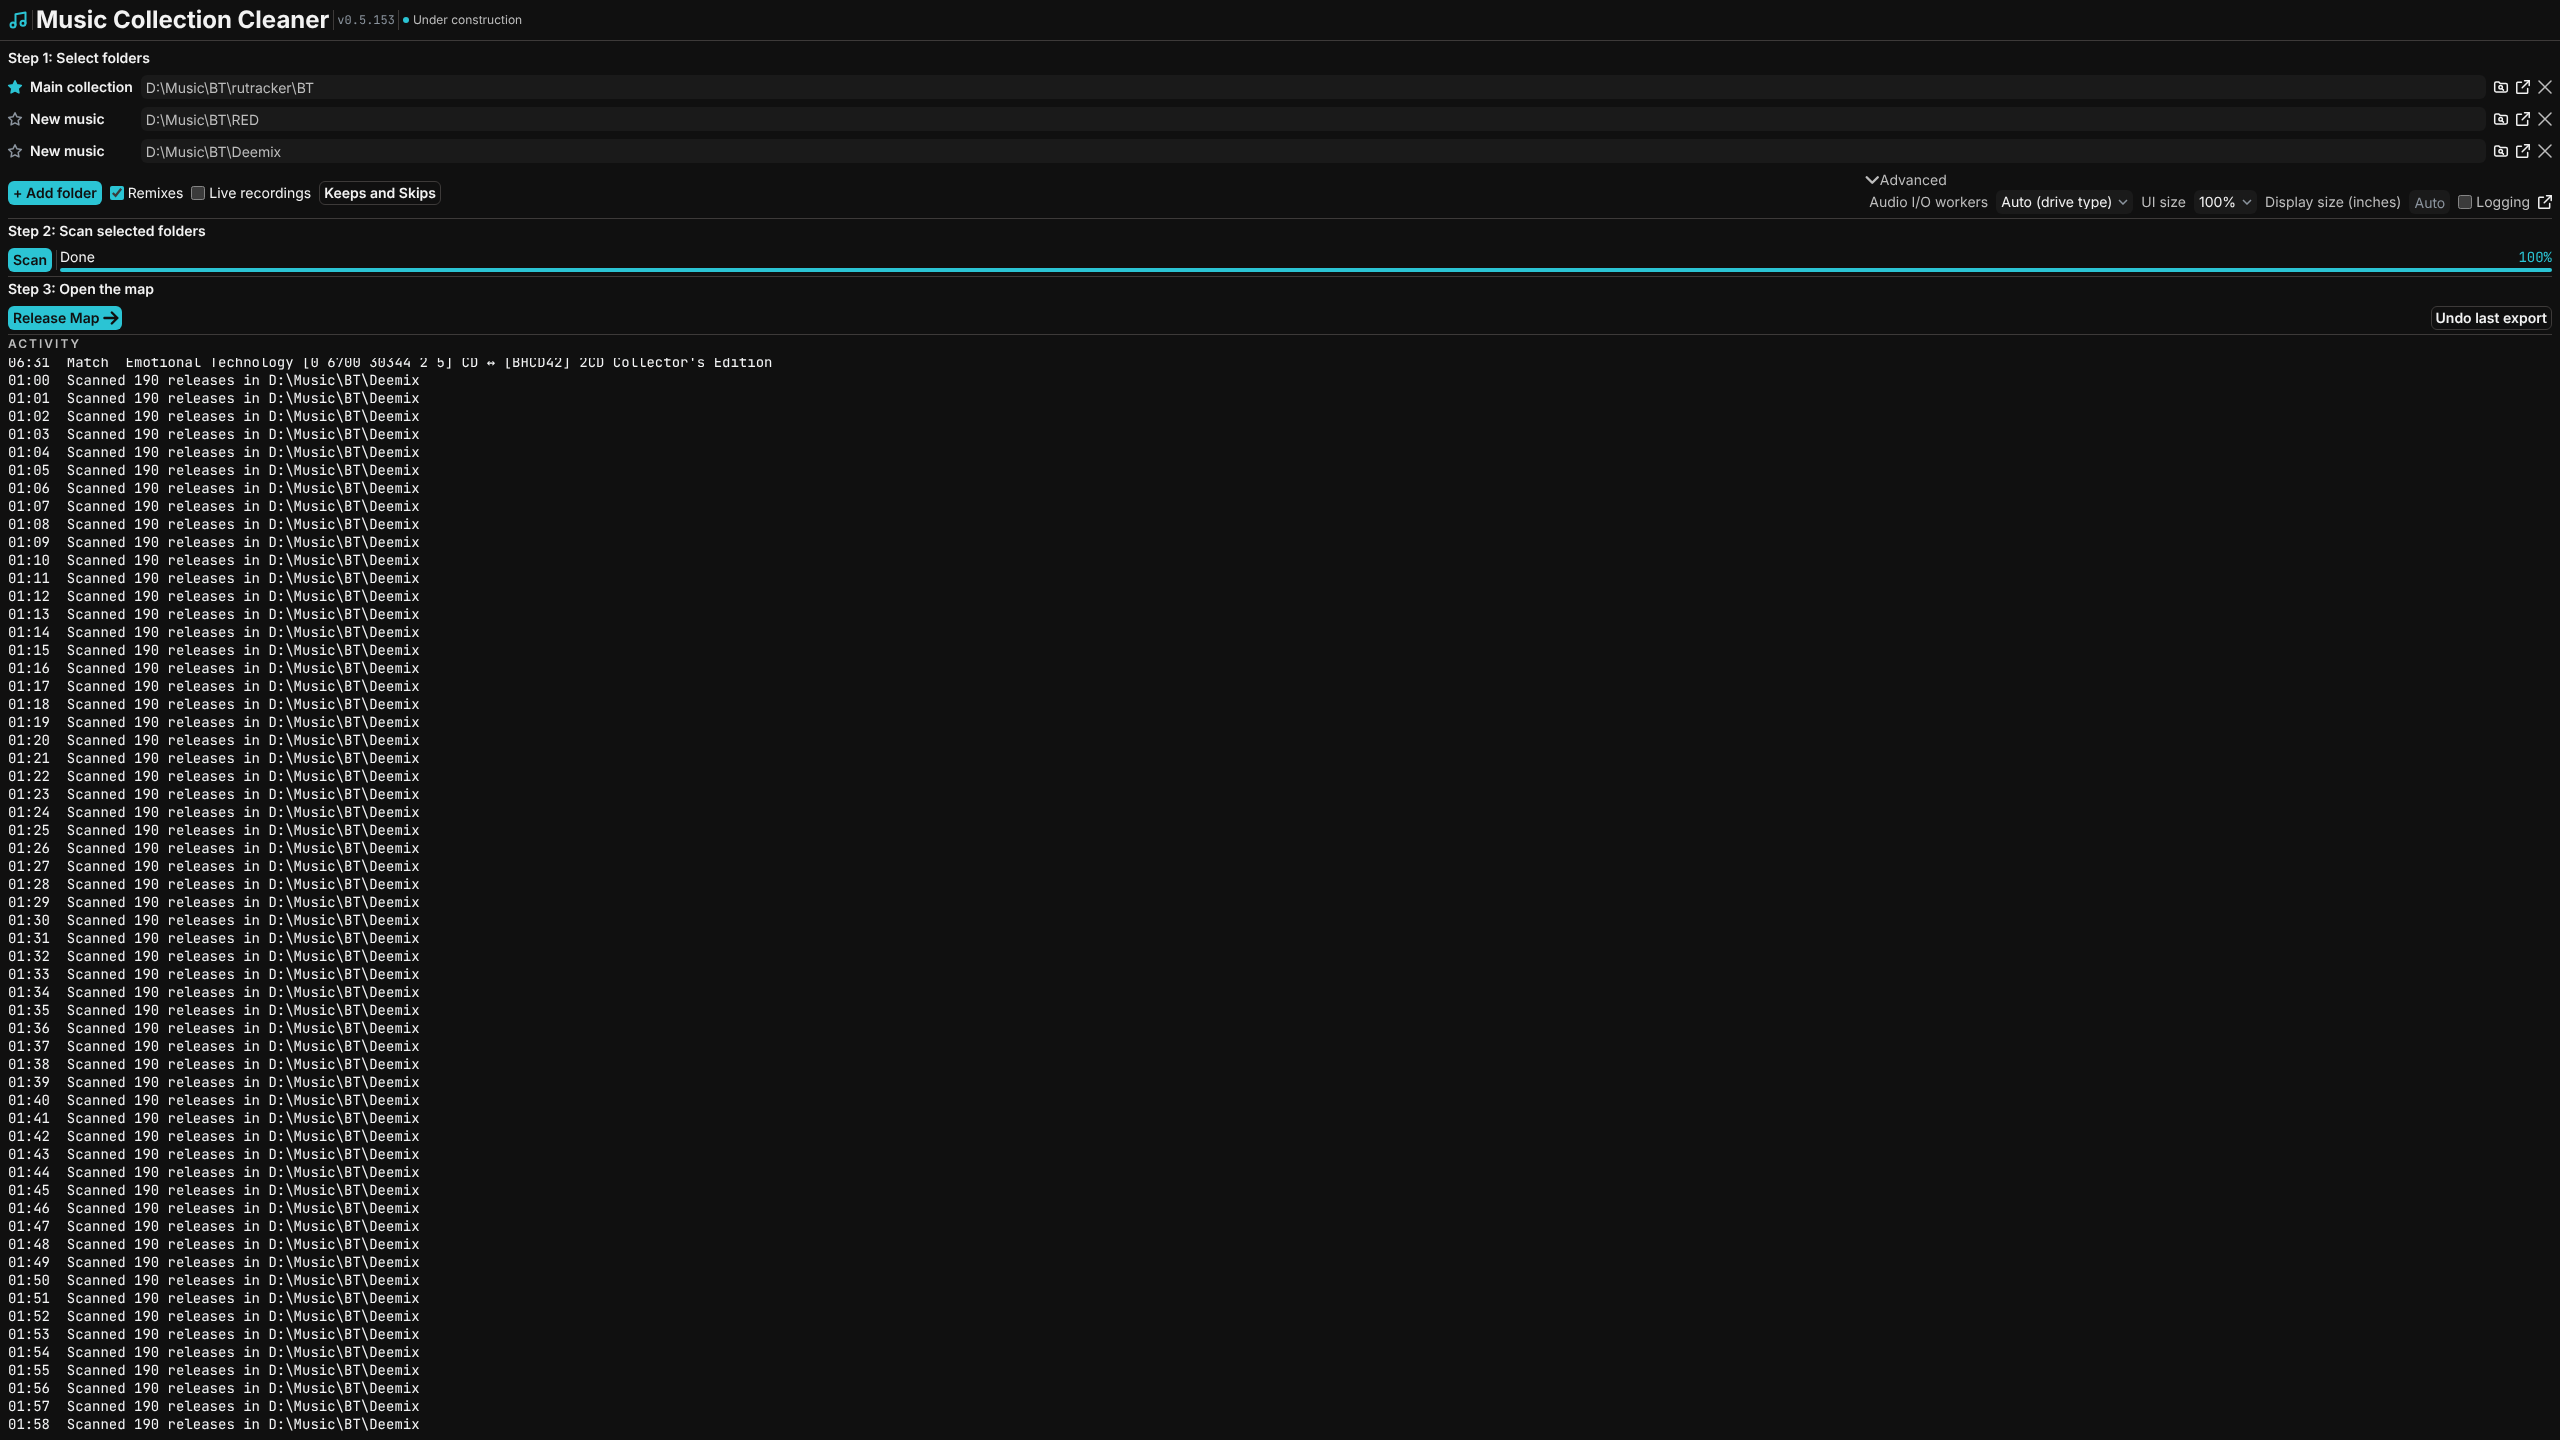 Music Collection Cleaner v0.5.153 Under construction
Step 1: Select folders
Main collection D:\Music\BT\rutracker\BT
New music D:\Music\BT\RED
New music D:\Music\BT\Deemix
+ Add folder Remixes Live recordings Keeps and Skips
Advanced
Audio I/O workers Auto (drive type) UI size 100% Display size (inches) Auto Logging
Step 2: Scan selected folders
Scan Done 100%
Step 3: Open the map
Release Map Undo last export
ACTIVITY
06:31 Match Emotional Technology [0 6700 30344 2 5] CD ↔ [BHCD42] 2CD Collector's Edition
01:00 Scanned 190 releases in D:\Music\BT\Deemix
01:01 Scanned 190 releases in D:\Music\BT\Deemix
01:02 Scanned 190 releases in D:\Music\BT\Deemix
01:03 Scanned 190 releases in D:\Music\BT\Deemix
01:04 Scanned 190 releases in D:\Music\BT\Deemix
01:05 Scanned 190 releases in D:\Music\BT\Deemix
01:06 Scanned 190 releases in D:\Music\BT\Deemix
01:07 Scanned 190 releases in D:\Music\BT\Deemix
01:08 Scanned 190 releases in D:\Music\BT\Deemix
01:09 Scanned 190 releases in D:\Music\BT\Deemix
01:10 Scanned 190 releases in D:\Music\BT\Deemix
01:11 Scanned 190 releases in D:\Music\BT\Deemix
01:12 Scanned 190 releases in D:\Music\BT\Deemix
01:13 Scanned 190 releases in D:\Music\BT\Deemix
01:14 Scanned 190 releases in D:\Music\BT\Deemix
01:15 Scanned 190 releases in D:\Music\BT\Deemix
01:16 Scanned 190 releases in D:\Music\BT\Deemix
01:17 Scanned 190 releases in D:\Music\BT\Deemix
01:18 Scanned 190 releases in D:\Music\BT\Deemix
01:19 Scanned 190 releases in D:\Music\BT\Deemix
01:20 Scanned 190 releases in D:\Music\BT\Deemix
01:21 Scanned 190 releases in D:\Music\BT\Deemix
01:22 Scanned 190 releases in D:\Music\BT\Deemix
01:23 Scanned 190 releases in D:\Music\BT\Deemix
01:24 Scanned 190 releases in D:\Music\BT\Deemix
01:25 Scanned 190 releases in D:\Music\BT\Deemix
01:26 Scanned 190 releases in D:\Music\BT\Deemix
01:27 Scanned 190 releases in D:\Music\BT\Deemix
01:28 Scanned 190 releases in D:\Music\BT\Deemix
01:29 Scanned 190 releases in D:\Music\BT\Deemix
01:30 Scanned 190 releases in D:\Music\BT\Deemix
01:31 Scanned 190 releases in D:\Music\BT\Deemix
01:32 Scanned 190 releases in D:\Music\BT\Deemix
01:33 Scanned 190 releases in D:\Music\BT\Deemix
01:34 Scanned 190 releases in D:\Music\BT\Deemix
01:35 Scanned 190 releases in D:\Music\BT\Deemix
01:36 Scanned 190 releases in D:\Music\BT\Deemix
01:37 Scanned 190 releases in D:\Music\BT\Deemix
01:38 Scanned 190 releases in D:\Music\BT\Deemix
01:39 Scanned 190 releases in D:\Music\BT\Deemix
01:40 Scanned 190 releases in D:\Music\BT\Deemix
01:41 Scanned 190 releases in D:\Music\BT\Deemix
01:42 Scanned 190 releases in D:\Music\BT\Deemix
01:43 Scanned 190 releases in D:\Music\BT\Deemix
01:44 Scanned 190 releases in D:\Music\BT\Deemix
01:45 Scanned 190 releases in D:\Music\BT\Deemix
01:46 Scanned 190 releases in D:\Music\BT\Deemix
01:47 Scanned 190 releases in D:\Music\BT\Deemix
01:48 Scanned 190 releases in D:\Music\BT\Deemix
01:49 Scanned 190 releases in D:\Music\BT\Deemix
01:50 Scanned 190 releases in D:\Music\BT\Deemix
01:51 Scanned 190 releases in D:\Music\BT\Deemix
01:52 Scanned 190 releases in D:\Music\BT\Deemix
01:53 Scanned 190 releases in D:\Music\BT\Deemix
01:54 Scanned 190 releases in D:\Music\BT\Deemix
01:55 Scanned 190 releases in D:\Music\BT\Deemix
01:56 Scanned 190 releases in D:\Music\BT\Deemix
01:57 Scanned 190 releases in D:\Music\BT\Deemix
01:58 Scanned 190 releases in D:\Music\BT\Deemix